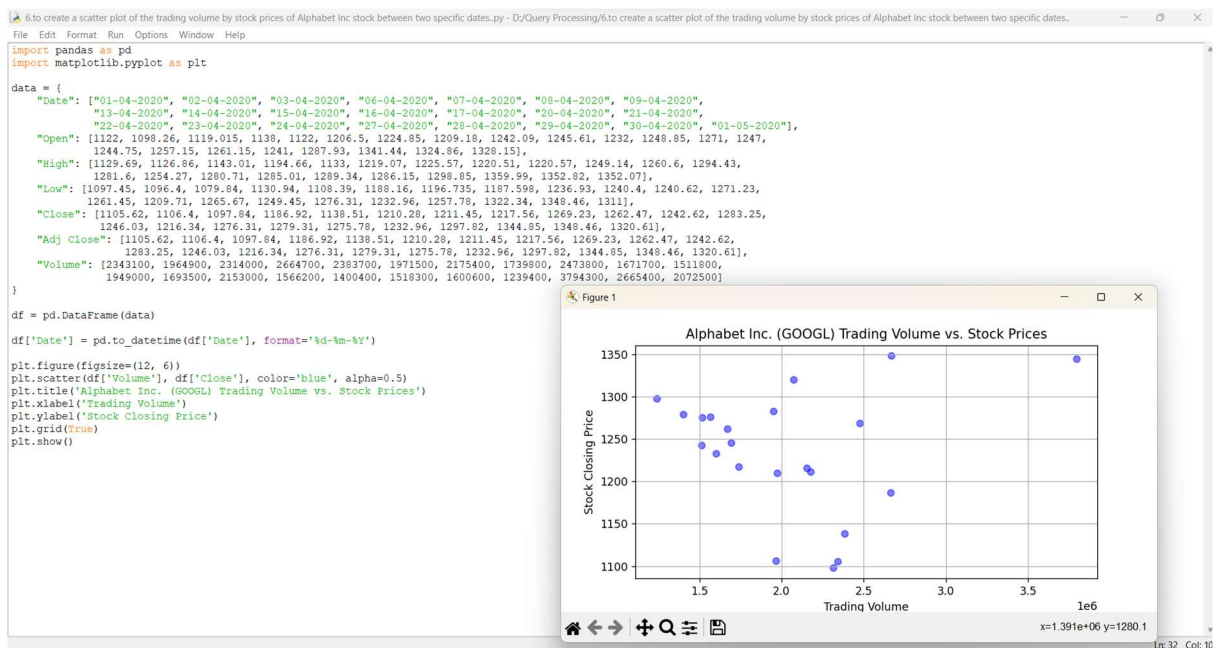 6.to create a scatter plot of the trading volume by stock prices of Alphabet Inc stock between two specific dates..py - D:/Query Processing/6.to create a scatter plot of the trading volume by stock prices of Alphabet Inc stock between two specific dates..
File Edit Format Run Options Window Help
import pandas as pd
import matplotlib.pyplot as plt
data = {
"Date": ["01-04-2020", "02-04-2020", "03-04-2020", "06-04-2020", "07-04-2020", "08-04-2020", "09-04-2020",
"13-04-2020", "14-04-2020", "15-04-2020", "16-04-2020", "17-04-2020", "20-04-2020", "21-04-2020",
"22-04-2020", "23-04-2020", "24-04-2020", "27-04-2020", "28-04-2020", "29-04-2020", "30-04-2020", "01-05-2020"],
"Open": [1122, 1098.26, 1119.015, 1138, 1122, 1206.5, 1224.85, 1209.18, 1242.09, 1245.61, 1232, 1248.85, 1271, 1247,
1244.75, 1257.15, 1261.15, 1241, 1287.93, 1341.44, 1324.86, 1328.15],
"High": [1129.69, 1126.86, 1143.01, 1194.66, 1133, 1219.07, 1225.57, 1220.51, 1220.57, 1249.14, 1260.6, 1294.43,
1281.6, 1254.27, 1280.71, 1285.01, 1289.34, 1286.15, 1298.85, 1359.99, 1352.82, 1352.07],
"Low": [1097.45, 1096.4, 1079.84, 1130.94, 1108.39, 1188.16, 1196.735, 1187.598, 1236.93, 1240.4, 1240.62, 1271.23,
1261.45, 1209.71, 1265.67, 1249.45, 1276.31, 1232.96, 1257.78, 1322.34, 1348.46, 1311],
"Close": [1105.62, 1106.4, 1097.84, 1186.92, 1138.51, 1210.28, 1211.45, 1217.56, 1269.23, 1262.47, 1242.62, 1283.25,
1246.03, 1216.34, 1276.31, 1279.31, 1275.78, 1232.96, 1297.82, 1344.85, 1348.46, 1320.61],
"Adj Close": [1105.62, 1106.4, 1097.84, 1186.92, 1138.51, 1210.28, 1211.45, 1217.56, 1269.23, 1262.47, 1242.62,
1283.25, 1246.03, 1216.34, 1276.31, 1279.31, 1275.78, 1232.96, 1297.82, 1344.85, 1348.46, 1320.61],
"Volume": [2343100, 1964900, 2314000, 2664700, 2383700, 1971500, 2175400, 1739800, 2473800, 1671700, 1511800,
1949000, 1693500, 2153000, 1566200, 1400400, 1518300, 1600600, 1239400, 3794300, 2665400, 2072500]
}
df = pd.DataFrame(data)
df['Date'] = pd.to_datetime(df['Date'], format='%d-%m-%Y')
plt.figure(figsize=(12, 6))
plt.scatter(df['Volume'], df['Close'], color='blue', alpha=0.5)
plt.title('Alphabet Inc. (GOOGL) Trading Volume vs. Stock Prices')
plt.xlabel('Trading Volume')
plt.ylabel('Stock Closing Price')
plt.grid(True)
plt.show()
Figure 1
Alphabet Inc. (GOOGL) Trading Volume vs. Stock Prices
Stock Closing Price
1350
1300
1250
1200
1150
1100
1.5 2.0 2.5 3.0 3.5
Trading Volume 1e6
x=1.391e+06 y=1280.1
Ln: 32 Col: 10